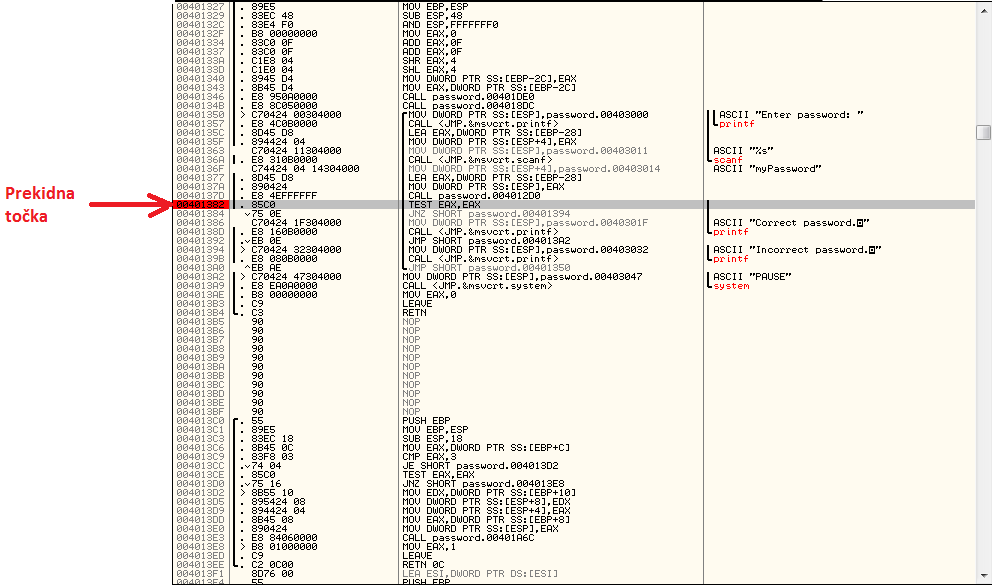 00401327 . 89E5 MOV EBP,ESP
00401329 . 83EC 48 SUB ESP,48
0040132C . 83E4 F0 AND ESP,FFFFFFF0
0040132F . B8 00000000 MOV EAX,0
00401334 . 83C0 0F ADD EAX,0F
00401337 . 83C0 0F ADD EAX,0F
0040133A . C1E8 04 SHR EAX,4
0040133D . C1E0 04 SHL EAX,4
00401340 . 8945 D4 MOV DWORD PTR SS:[EBP-2C],EAX
00401343 . 8B45 D4 MOV EAX,DWORD PTR SS:[EBP-2C]
00401346 . E8 950A0000 CALL password.00401DE0
0040134B . E8 8C050000 CALL password.004018DC
00401350 > C70424 00304000 MOV DWORD PTR SS:[ESP],password.00403000 ASCII "Enter password: "
00401357 . E8 4C0B0000 CALL <JMP.&msvcrt.printf> printf
0040135C . 8D45 D8 LEA EAX,DWORD PTR SS:[EBP-28]
0040135F . 894424 04 MOV DWORD PTR SS:[ESP+4],EAX
00401363 C70424 11304000 MOV DWORD PTR SS:[ESP],password.00403011 ASCII "%s"
0040136A . E8 310B0000 CALL <JMP.&msvcrt.scanf> scanf
0040136F C74424 04 14304000 MOV DWORD PTR SS:[ESP+4],password.00403014 ASCII "myPassword"
00401377 . 8D45 D8 LEA EAX,DWORD PTR SS:[EBP-28]
0040137A . 890424 MOV DWORD PTR SS:[ESP],EAX
0040137D . E8 4EFFFFFF CALL password.004012D0
Prekidna
točka
00401382 . 85C0 TEST EAX,EAX
00401384 75 0E JNZ SHORT password.00401394
00401386 C70424 1F304000 MOV DWORD PTR SS:[ESP],password.0040301F ASCII "Correct password."
0040138D . E8 160B0000 CALL <JMP.&msvcrt.printf> printf
00401392 . EB 0E JMP SHORT password.004013A2
00401394 > C70424 32304000 MOV DWORD PTR SS:[ESP],password.00403032 ASCII "Incorrect password."
0040139B . E8 080B0000 CALL <JMP.&msvcrt.printf> printf
004013A0 ^EB AE JMP SHORT password.00401350
004013A2 > C70424 47304000 MOV DWORD PTR SS:[ESP],password.00403047 ASCII "PAUSE"
004013A9 . E8 EA0A0000 CALL <JMP.&msvcrt.system> system
004013AE . B8 00000000 MOV EAX,0
004013B3 . C9 LEAVE
004013B4 . C3 RETN
004013B5 90 NOP
004013B6 90 NOP
004013B7 90 NOP
004013B8 90 NOP
004013B9 90 NOP
004013BA 90 NOP
004013BB 90 NOP
004013BC 90 NOP
004013BD 90 NOP
004013BE 90 NOP
004013BF 90 NOP
004013C0 . 55 PUSH EBP
004013C1 . 89E5 MOV EBP,ESP
004013C3 . 83EC 18 SUB ESP,18
004013C6 . 8B45 0C MOV EAX,DWORD PTR SS:[EBP+C]
004013C9 . 83F8 03 CMP EAX,3
004013CC . 74 04 JE SHORT password.004013D2
004013CE . 85C0 TEST EAX,EAX
004013D0 . 75 16 JNZ SHORT password.004013E8
004013D2 > 8B55 10 MOV EDX,DWORD PTR SS:[EBP+10]
004013D5 . 895424 08 MOV DWORD PTR SS:[ESP+8],EDX
004013D9 . 894424 04 MOV DWORD PTR SS:[ESP+4],EAX
004013DD . 8B45 08 MOV EAX,DWORD PTR SS:[EBP+8]
004013E0 . 890424 MOV DWORD PTR SS:[ESP],EAX
004013E3 . E8 84060000 CALL password.00401A6C
004013E8 > B8 01000000 MOV EAX,1
004013ED . C9 LEAVE
004013EE . C2 0C00 RETN 0C
004013F1 8D76 00 LEA ESI,DWORD PTR DS:[ESI]
004013F4 . 55 PUSH EBP